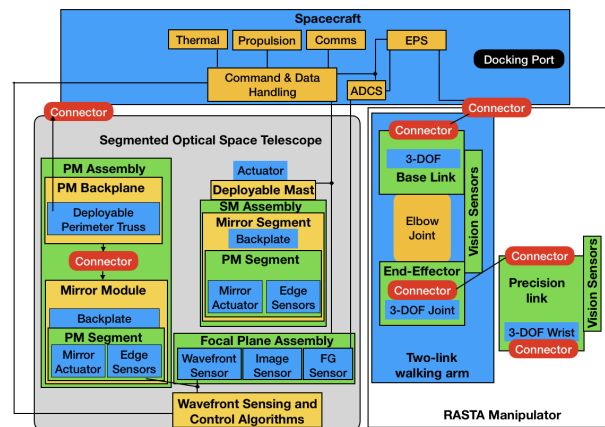 Spacecraft
Thermal
Propulsion
Comms
EPS
Docking Port
Command & Data
Handling
ADCS
Connector
Connector
Segmented Optical Space Telescope
PM Assembly
PM Backplane
Deployable
Perimeter Truss
Connector
Mirror Module
Backplate
PM Segment
Mirror
Actuator
Edge
Sensors
Actuator
Deployable Mast
SM Assembly
Mirror Segment
Backplate
PM Segment
Mirror
Actuator
Edge
Sensors
Focal Plane Assembly
Wavefront
Sensor
Image
Sensor
FG
Sensor
Wavefront Sensing and
Control Algorithms
Connector
3-DOF
Base Link
Vision Sensors
Elbow
Joint
End-Effector
Connector
3-DOF Joint
Two-link
walking arm
Connector
Precision
link
Vision Sensors
3-DOF Wrist
Connector
RASTA Manipulator